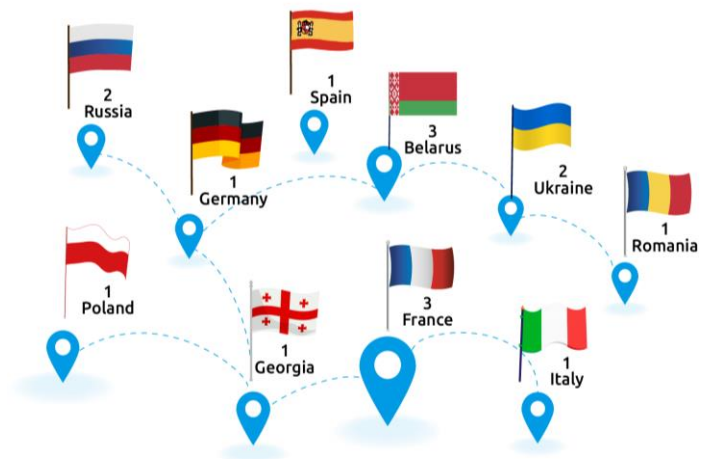 2
Russia
1
Spain
3
Belarus
1
Germany
2
Ukraine
1
Romania
1
Poland
1
Georgia
3
France
1
Italy